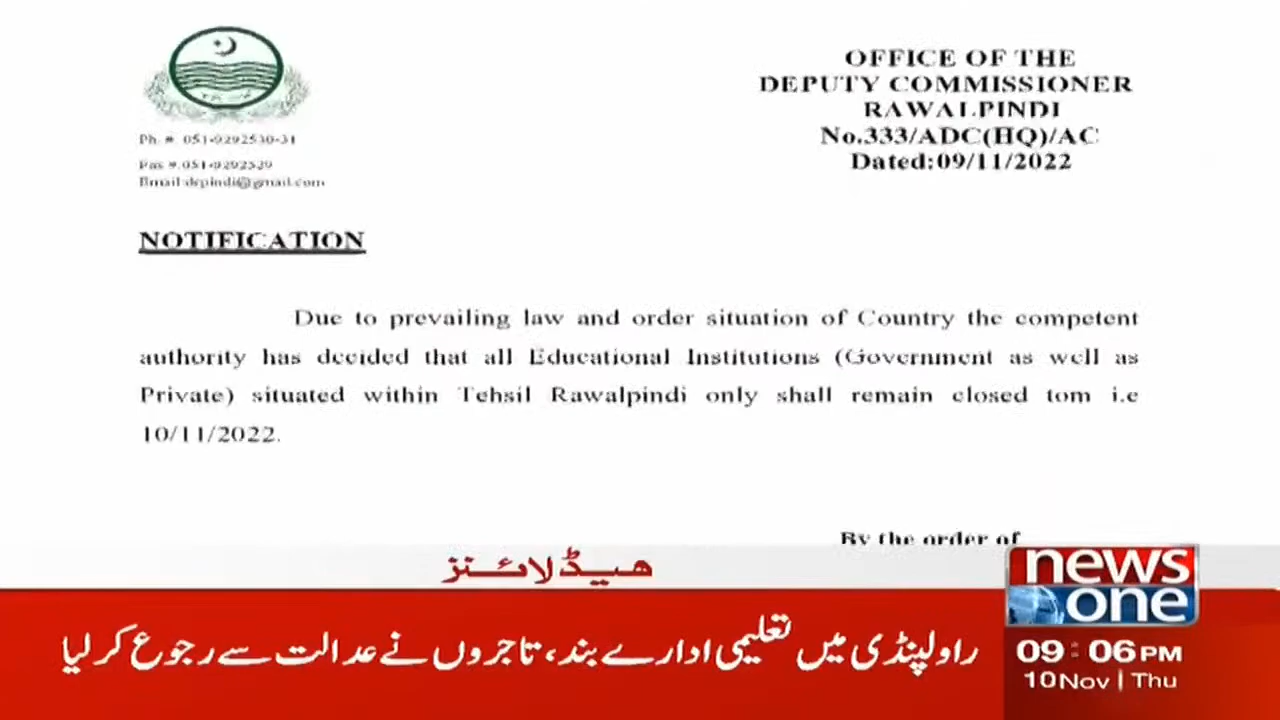 OFFICE OF THE
DEPUTY COMMISSIONER
RAWALPINDI
No.333/ADC(HQ)/AC
Dated:09/11/2022
Ph. #. 051-9292530-31
Fax #.051-9292529
Email:dcpindi@gmail.com
NOTIFICATION
Due to prevailing law and order situation of Country the competent
authority has decided that all Educational Institutions (Government as well as
Private) situated within Tehsil Rawalpindi only shall remain closed tom i.e
10/11/2022.
By the order of
ہیڈلائنز
راولپنڈی میں تعلیمی ادارے بند، تاجروں نے عدالت سے رجوع کر لیا
news
one
09:06PM
10Nov | Thu